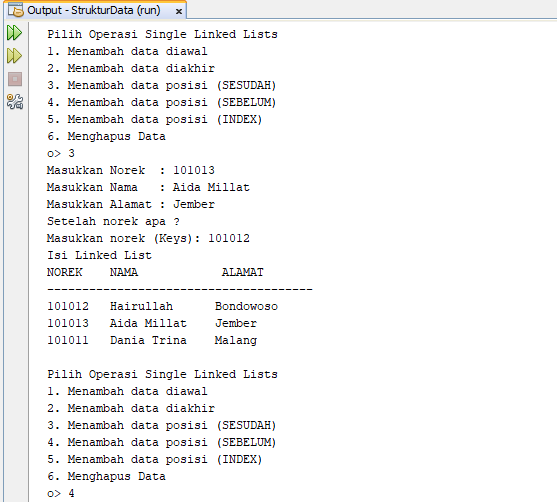 Output - StrukturData (run)
Pilih Operasi Single Linked Lists
1. Menambah data diawal
2. Menambah data diakhir
3. Menambah data posisi (SESUDAH)
4. Menambah data posisi (SEBELUM)
5. Menambah data posisi (INDEX)
6. Menghapus Data
o> 3
Masukkan Norek  : 101013
Masukkan Nama   : Aida Millat
Masukkan Alamat : Jember
Setelah norek apa ?
Masukkan norek (Keys): 101012
Isi Linked List
NOREK   NAMA            ALAMAT
--------------------------------------
101012   Hairullah      Bondowoso
101013   Aida Millat    Jember
101011   Dania Trina    Malang
Pilih Operasi Single Linked Lists
1. Menambah data diawal
2. Menambah data diakhir
3. Menambah data posisi (SESUDAH)
4. Menambah data posisi (SEBELUM)
5. Menambah data posisi (INDEX)
6. Menghapus Data
o> 4